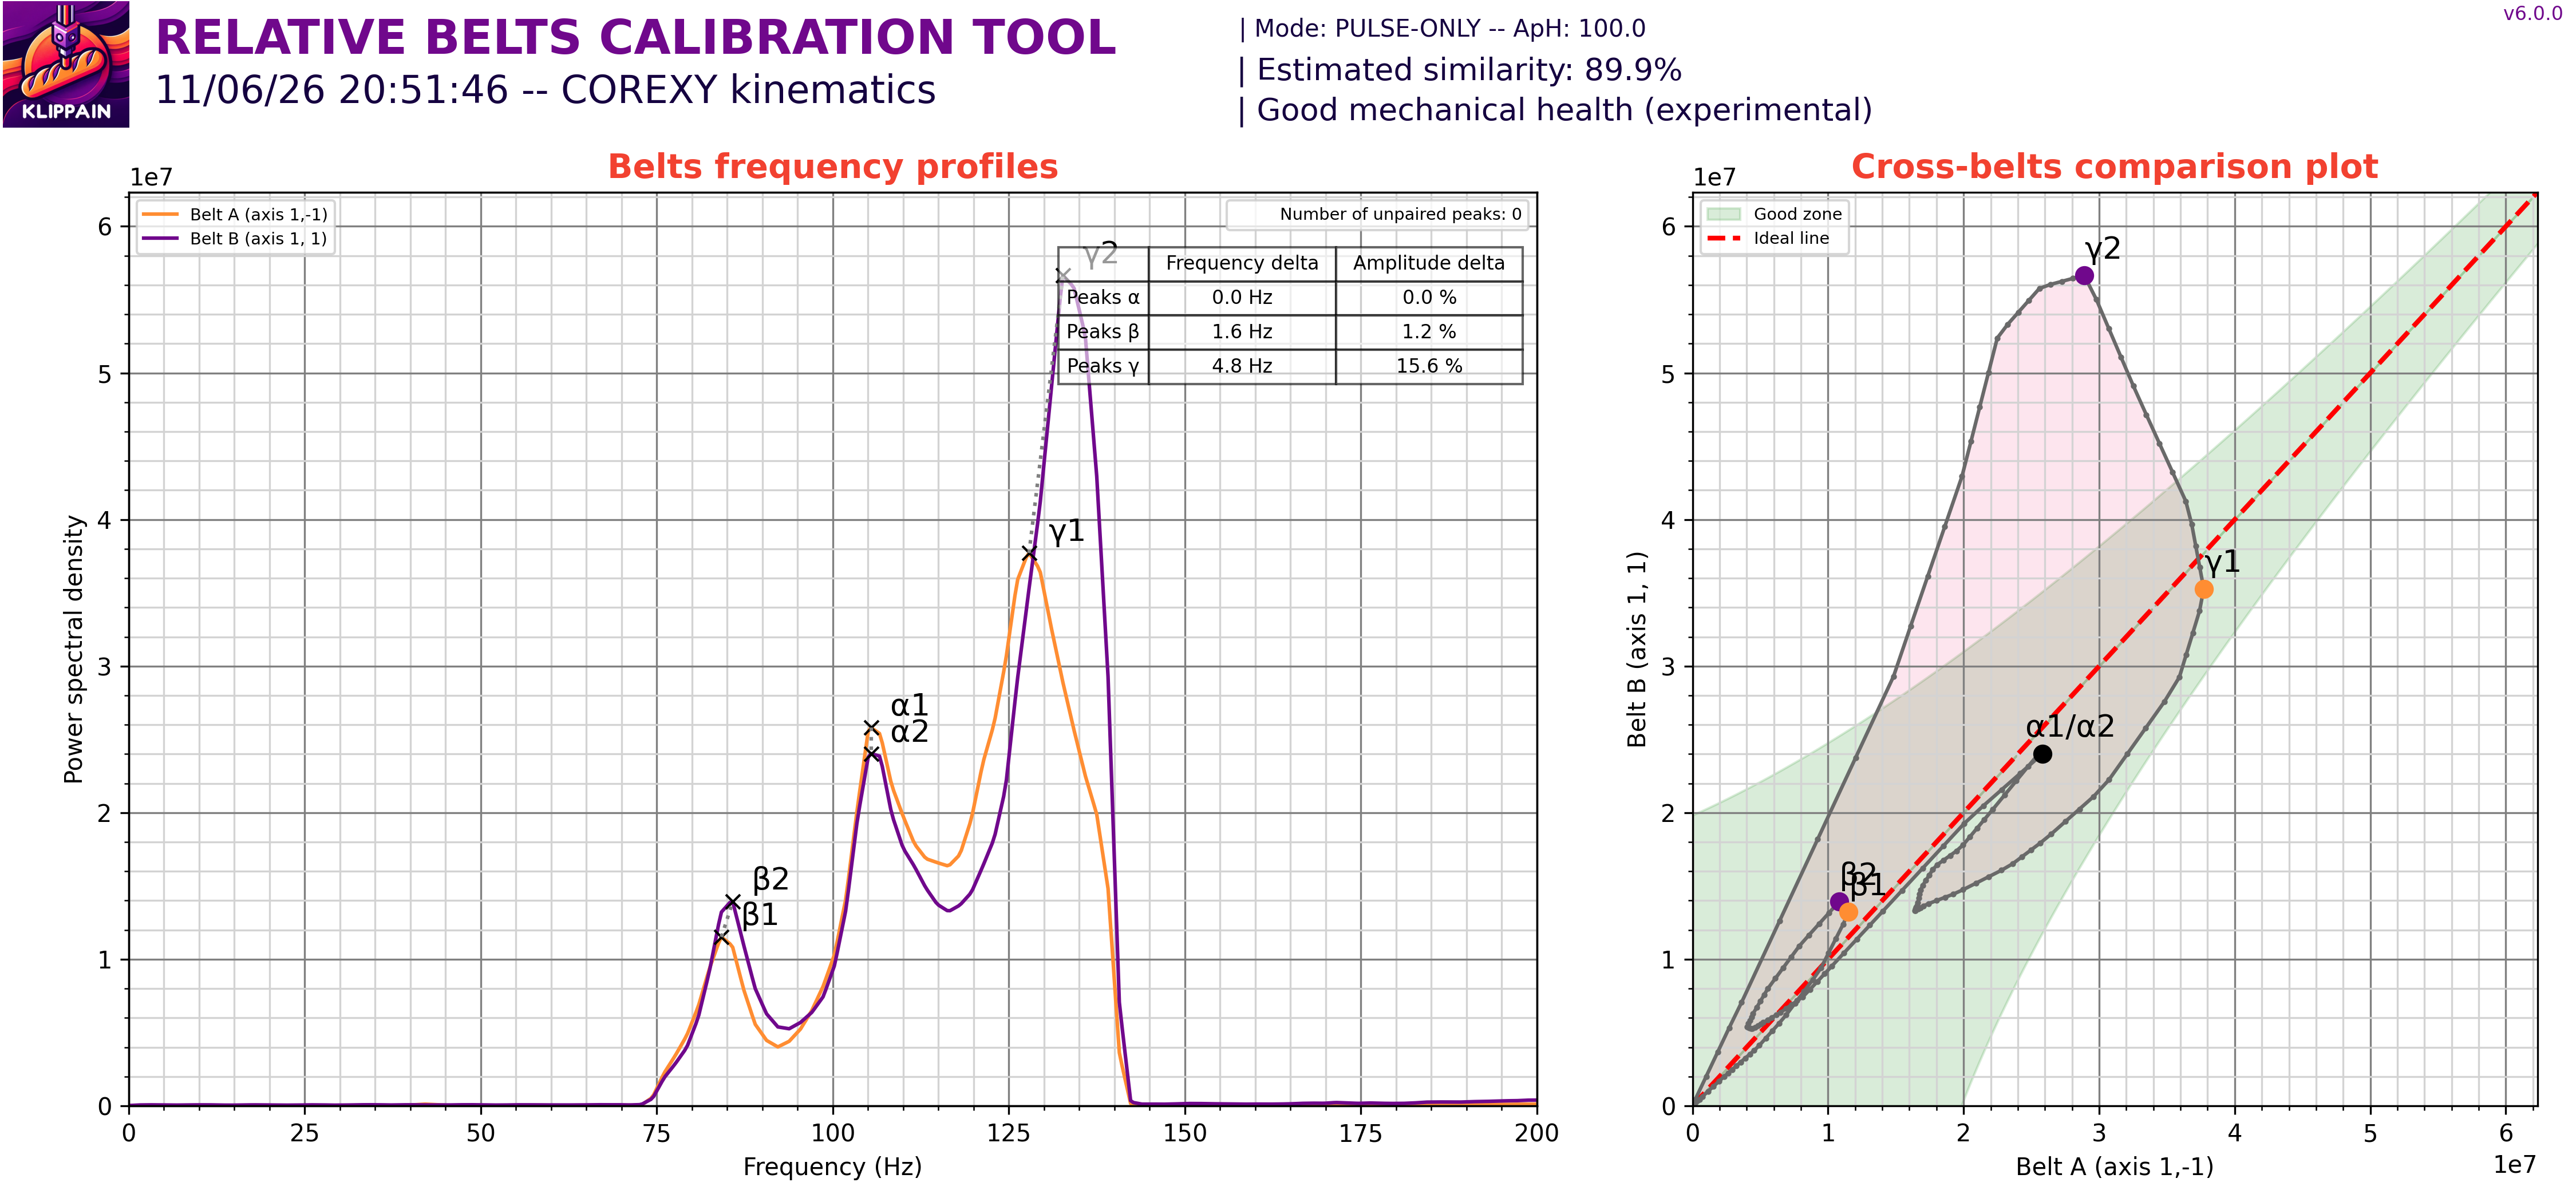 v6.0.0
KLIPPAIN
RELATIVE BELTS CALIBRATION TOOL
11/06/26 20:51:46 -- COREXY kinematics
| Mode: PULSE-ONLY -- ApH: 100.0
| Estimated similarity: 89.9%
| Good mechanical health (experimental)
Belts frequency profiles
1e7
Belt A (axis 1,-1)
Belt B (axis 1, 1)
Number of unpaired peaks: 0
Frequency delta Amplitude delta
Peaks α 0.0 Hz 0.0 %
Peaks β 1.6 Hz 1.2 %
Peaks γ 4.8 Hz 15.6 %
γ2
γ1
α1
α2
β2
β1
6
5
4
3
2
1
0
Power spectral density
0 25 50 75 100 125 150 175 200
Frequency (Hz)
Cross-belts comparison plot
1e7
Good zone
Ideal line
γ2
γ1
α1/α2
β2
β1
6
5
4
3
2
1
0
Belt B (axis 1, 1)
0 1 2 3 4 5 6
1e7
Belt A (axis 1,-1)